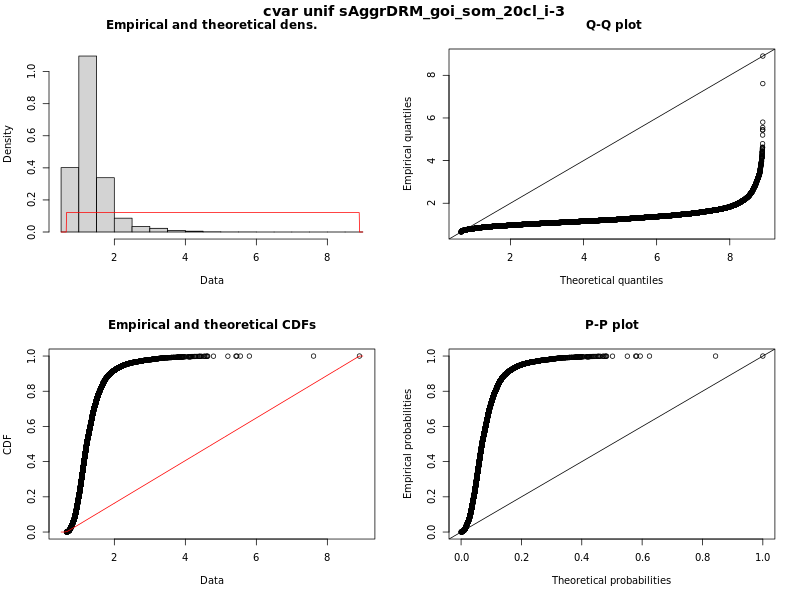 cvar unif sAggrDRM_goi_som_20cl_i-3
Empirical and theoretical dens.
Density
0.0 0.2 0.4 0.6 0.8 1.0
2 4 6 8
Data
Q-Q plot
Empirical quantiles
2 4 6 8
2 4 6 8
Theoretical quantiles
Empirical and theoretical CDFs
CDF
0.0 0.2 0.4 0.6 0.8 1.0
2 4 6 8
Data
P-P plot
Empirical probabilities
0.0 0.2 0.4 0.6 0.8 1.0
0.0 0.2 0.4 0.6 0.8 1.0
Theoretical probabilities